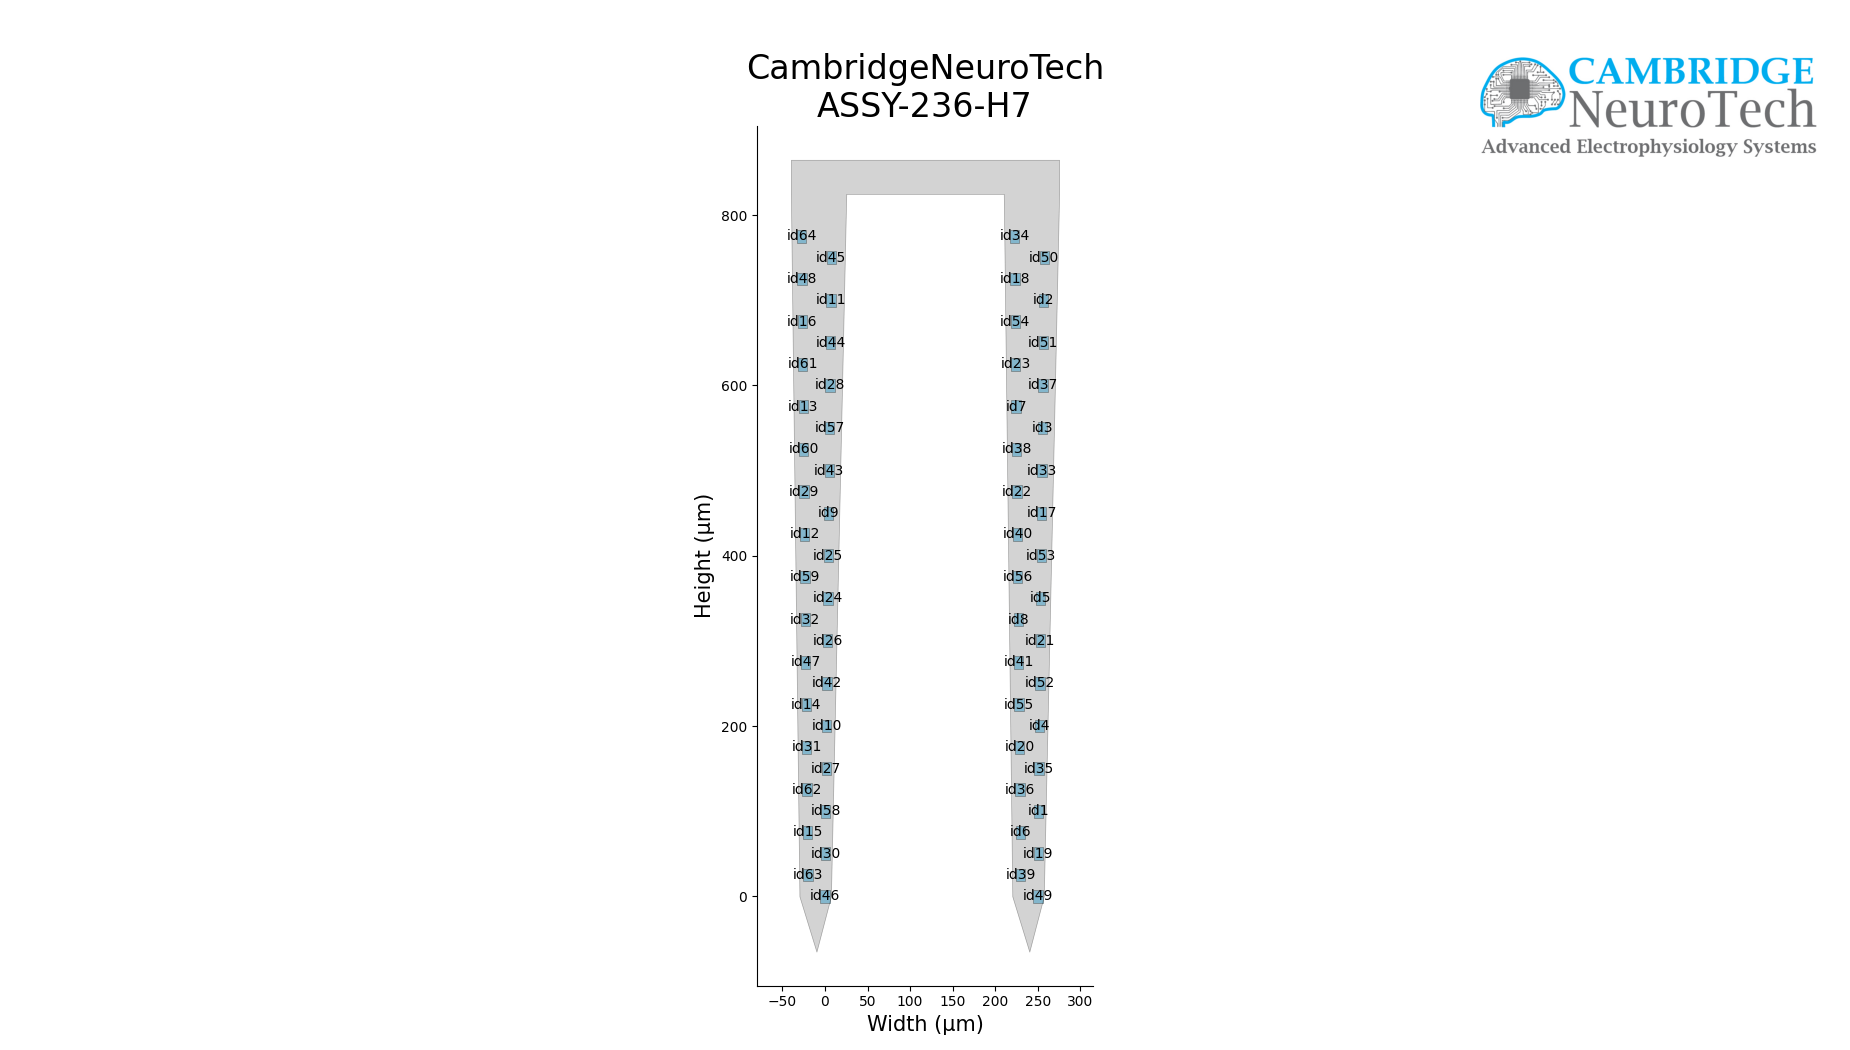 CambridgeNeuroTech
ASSY-236-H7
CAMBRIDGE
NeuroTech
Advanced Electrophysiology Systems
Height (μm)
800
600
400
200
0
id64
id45
id48
id11
id16
id44
id61
id28
id13
id57
id60
id43
id29
id9
id12
id25
id59
id24
id32
id26
id47
id42
id14
id10
id31
id27
id62
id58
id15
id30
id63
id46
id34
id50
id18
id2
id54
id51
id23
id37
id7
id3
id38
id33
id22
id17
id40
id53
id56
id5
id8
id21
id41
id52
id55
id4
id20
id35
id36
id1
id6
id19
id39
id49
−50 0 50 100 150 200 250 300
Width (μm)